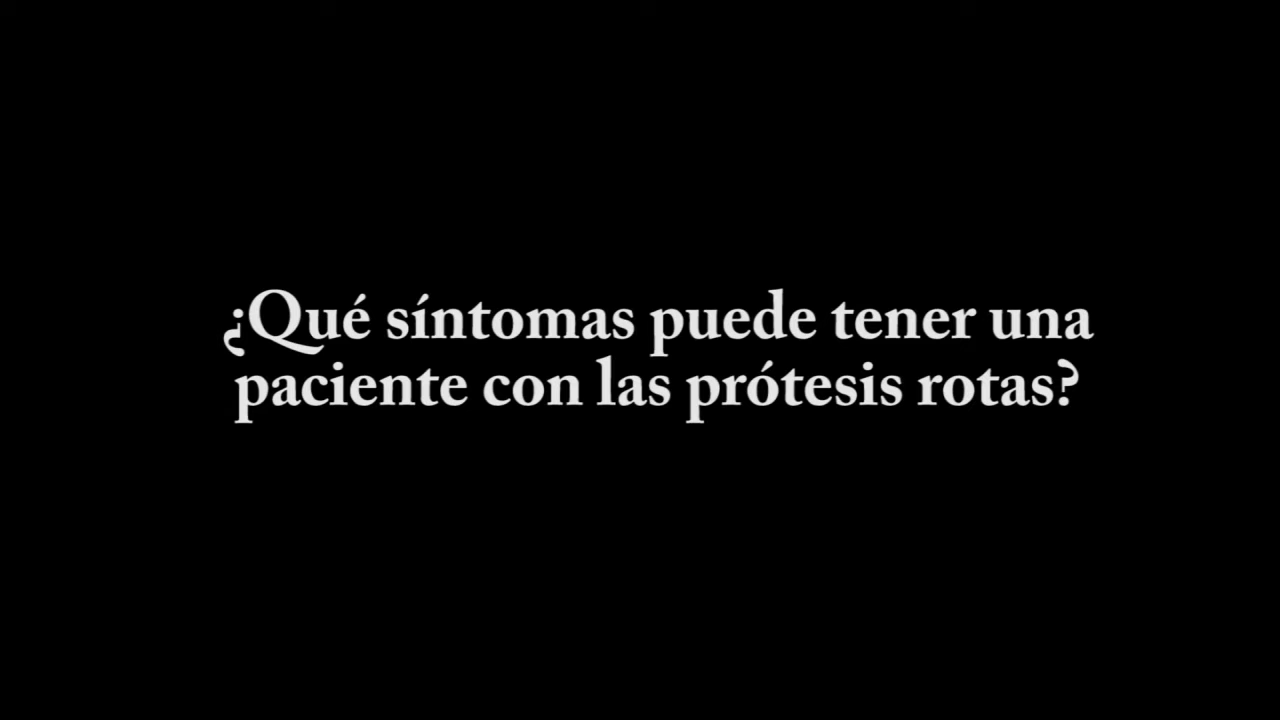 ¿Qué síntomas puede tener una
paciente con las prótesis rotas?